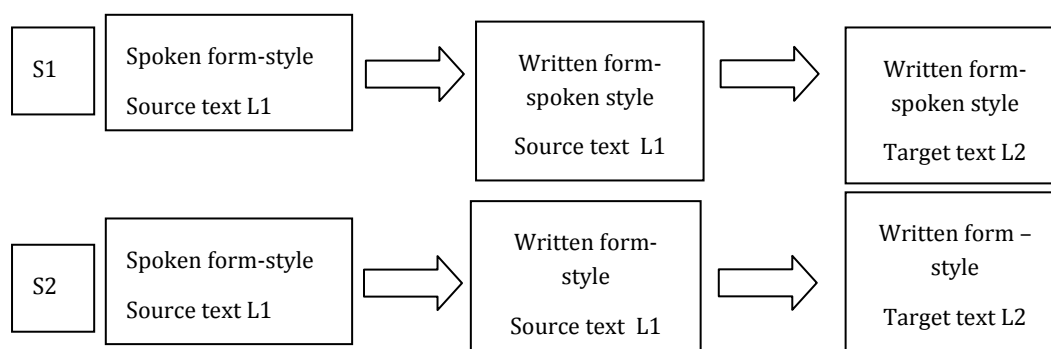 S1
Spoken form-style
Source text L1
Written form-
spoken style
Source text L1
Written form-
spoken style
Target text L2
S2
Spoken form-style
Source text L1
Written form-
style
Source text L1
Written form –
style
Target text L2